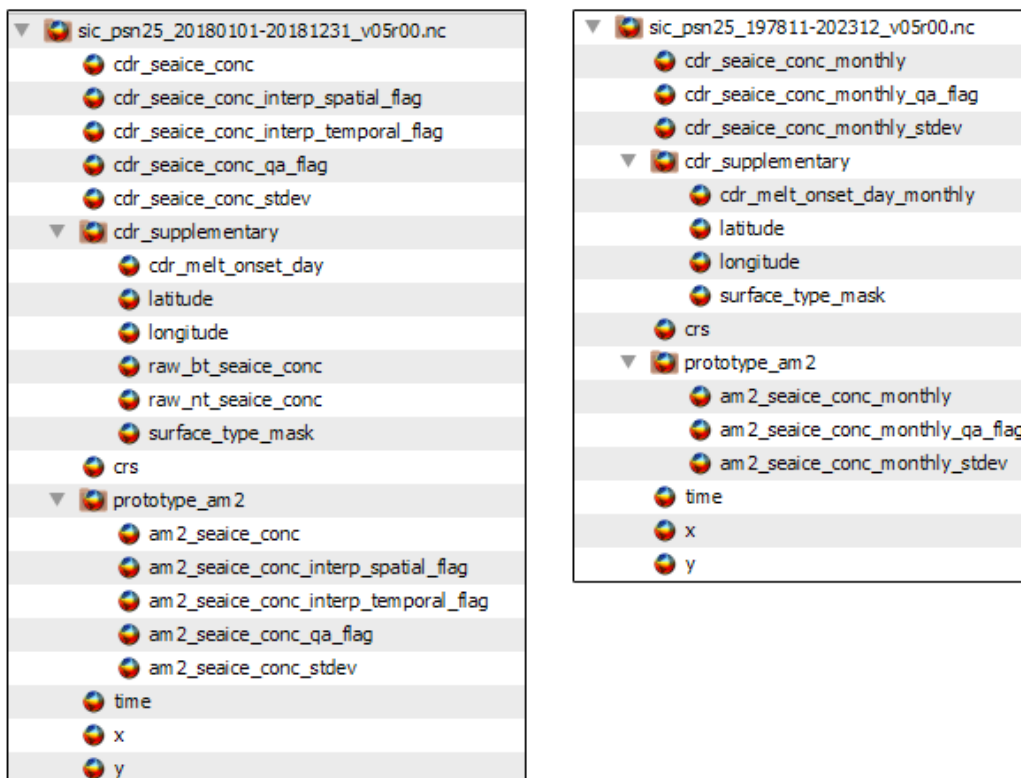 sic_psn25_20180101-20181231_v05r00.nc
cdr_seaice_conc
cdr_seaice_conc_interp_spatial_flag
cdr_seaice_conc_interp_temporal_flag
cdr_seaice_conc_qa_flag
cdr_seaice_conc_stdev
cdr_supplementary
cdr_melt_onset_day
latitude
longitude
raw_bt_seaice_conc
raw_nt_seaice_conc
surface_type_mask
crs
prototype_am2
am2_seaice_conc
am2_seaice_conc_interp_spatial_flag
am2_seaice_conc_interp_temporal_flag
am2_seaice_conc_qa_flag
am2_seaice_conc_stdev
time
x
y
sic_psn25_197811-202312_v05r00.nc
cdr_seaice_conc_monthly
cdr_seaice_conc_monthly_qa_flag
cdr_seaice_conc_monthly_stdev
cdr_supplementary
cdr_melt_onset_day_monthly
latitude
longitude
surface_type_mask
crs
prototype_am2
am2_seaice_conc_monthly
am2_seaice_conc_monthly_qa_flag
am2_seaice_conc_monthly_stdev
time
x
y